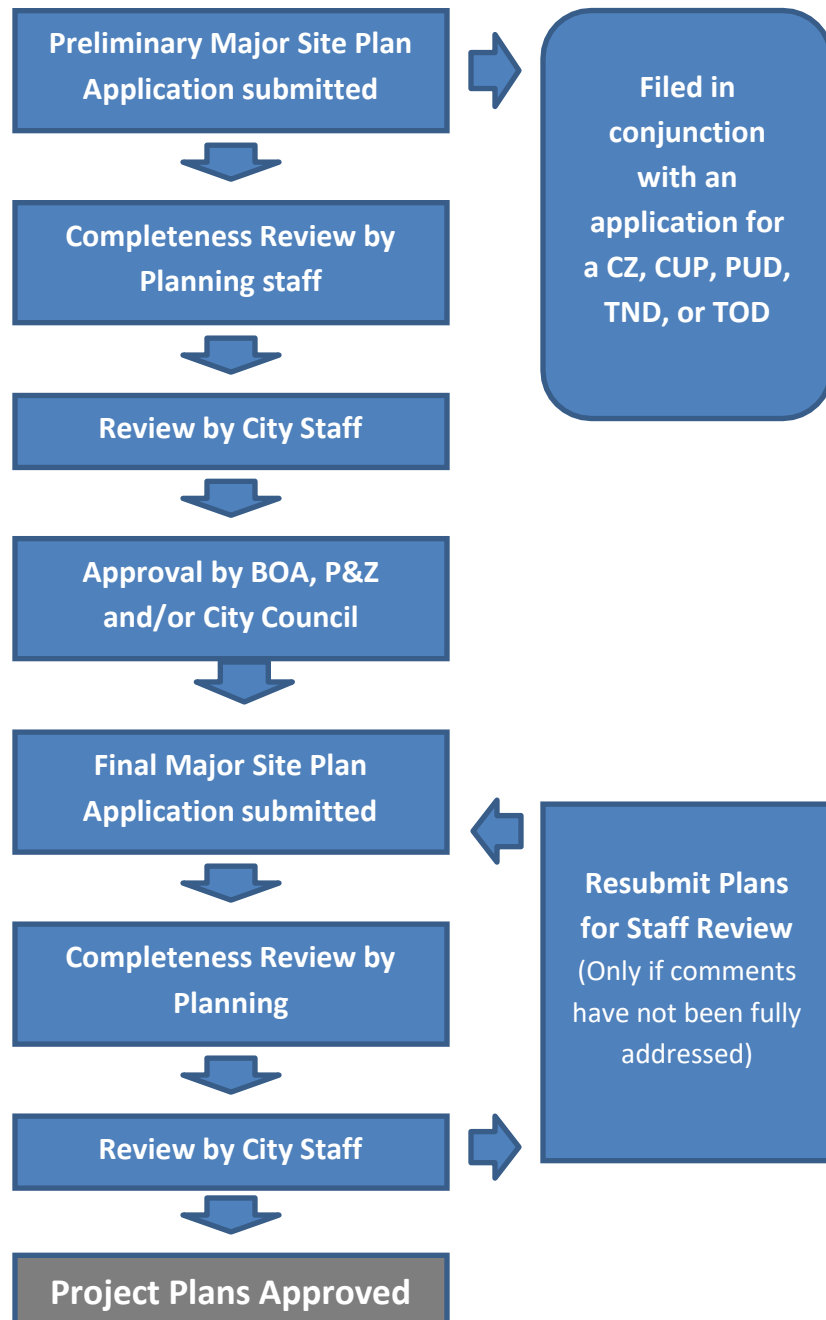 Preliminary Major Site Plan
Application submitted
Filed in
conjunction
with an
application for
a CZ, CUP, PUD,
TND, or TOD
Completeness Review by
Planning staff
Review by City Staff
Approval by BOA, P&Z
and/or City Council
Final Major Site Plan
Application submitted
Completeness Review by
Planning
Review by City Staff
Resubmit Plans
for Staff Review
(Only if comments
have not been fully
addressed)
Project Plans Approved